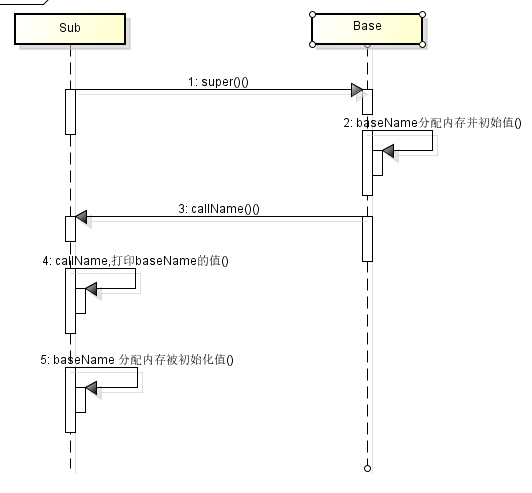 Sub
Base
1: super()()
2: baseName分配内存并初始值()
3: callName()()
4: callName,打印baseName的值()
5: baseName 分配内存被初始化值()